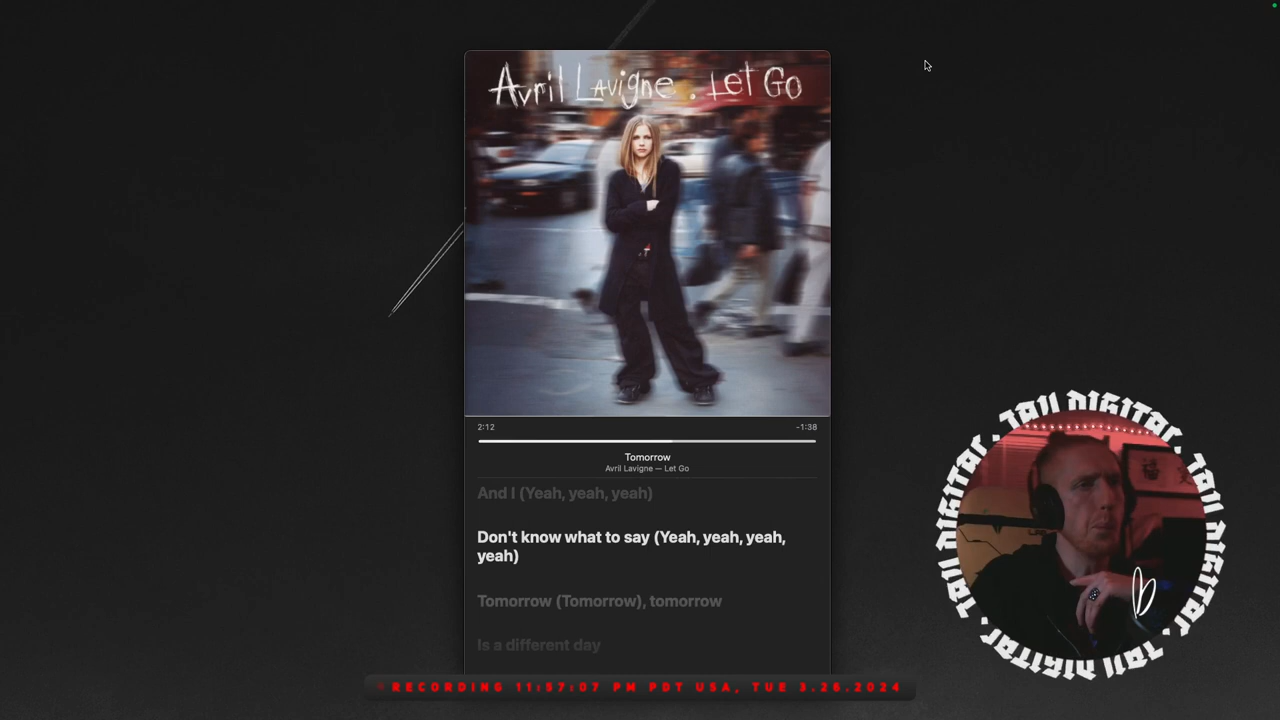 Avril Lavigne . Let Go
2:12
-1:38
Tomorrow
Avril Lavigne — Let Go
And I (Yeah, yeah, yeah)
Don't know what to say (Yeah, yeah, yeah,
yeah)
Tomorrow (Tomorrow), tomorrow
Is a different day
RECORDING 11:57:07 PM PDT USA, TUE 3.26.2024